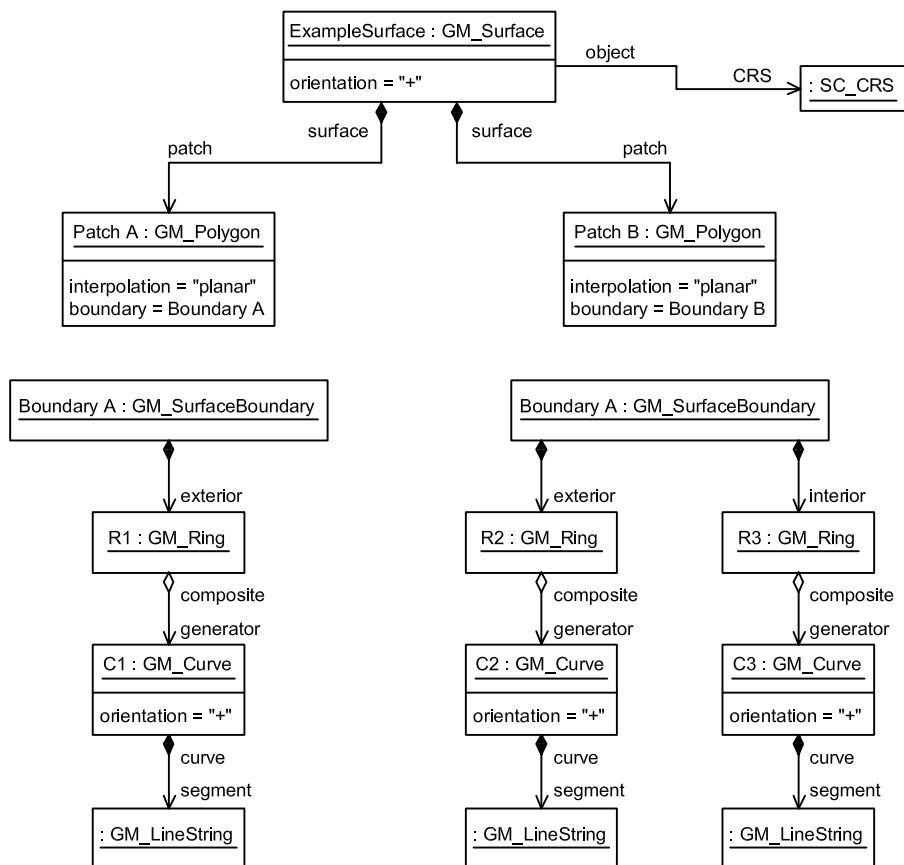 ExampleSurface : GM_Surface
orientation = "+"
object
CRS
: SC_CRS
surface
surface
patch
patch
Patch A : GM_Polygon
interpolation = "planar"
boundary = Boundary A
Patch B : GM_Polygon
interpolation = "planar"
boundary = Boundary B
Boundary A : GM_SurfaceBoundary
exterior
R1 : GM_Ring
composite
generator
C1 : GM_Curve
orientation = "+"
curve
segment
: GM_LineString
Boundary A : GM_SurfaceBoundary
exterior
interior
R2 : GM_Ring
R3 : GM_Ring
composite
composite
generator
generator
C2 : GM_Curve
C3 : GM_Curve
orientation = "+"
orientation = "+"
curve
curve
segment
segment
: GM_LineString
: GM_LineString